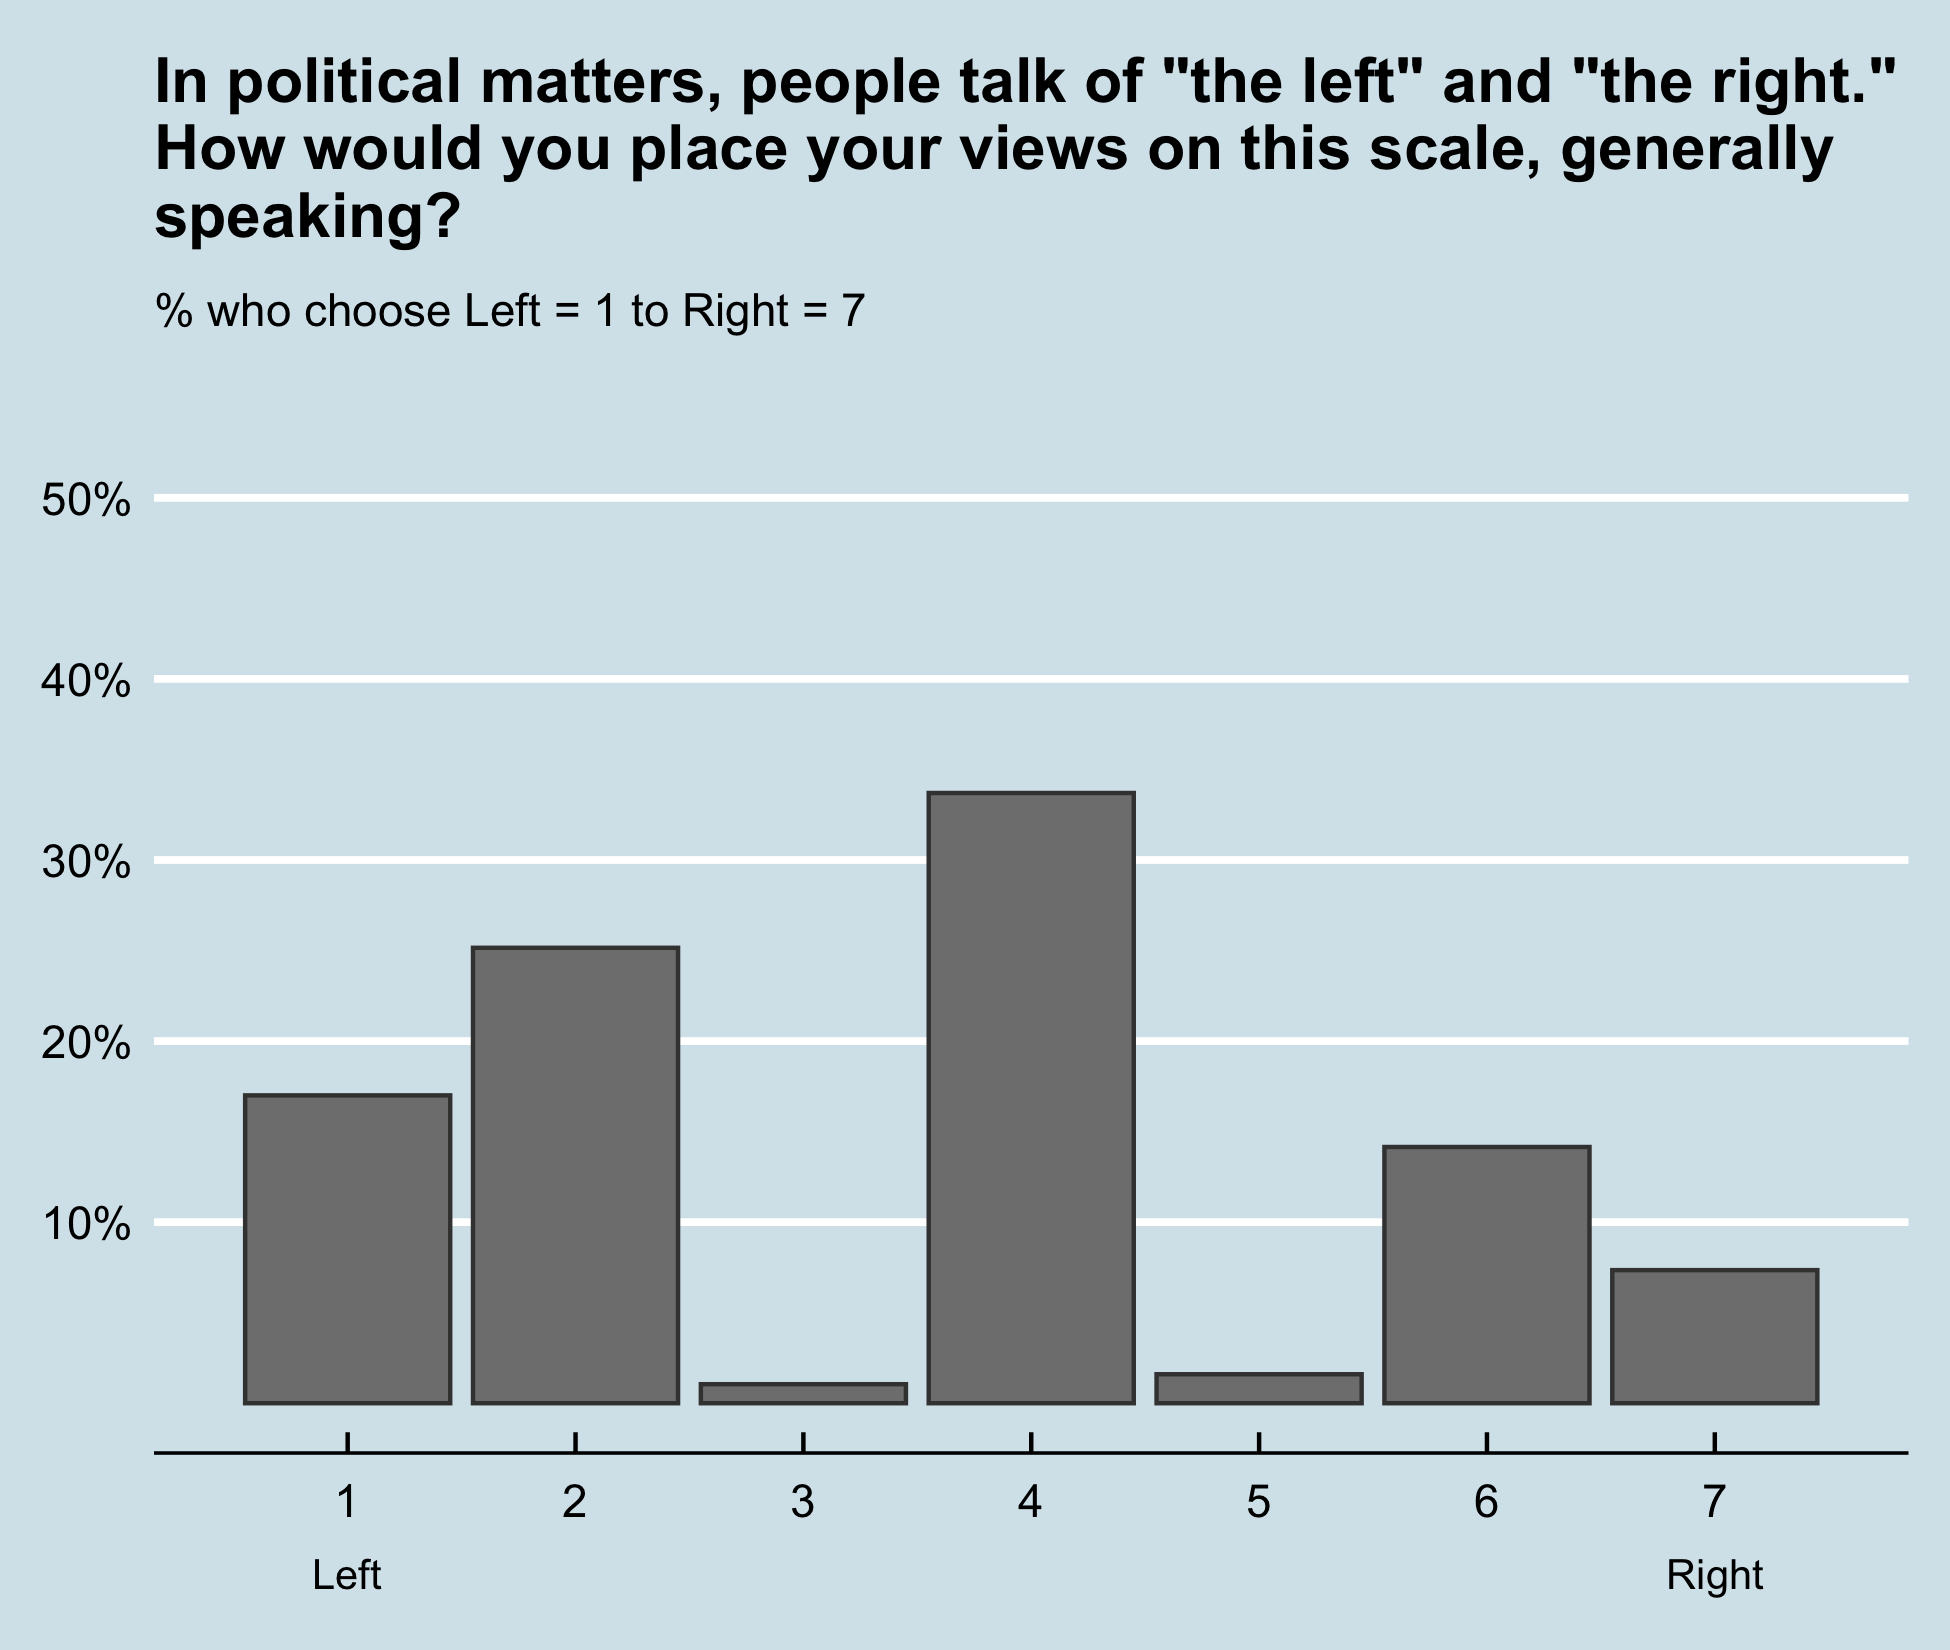 In political matters, people talk of "the left" and "the right."
How would you place your views on this scale, generally
speaking?
% who choose Left = 1 to Right = 7
50%
40%
30%
20%
10%
1 2 3 4 5 6 7
Left Right